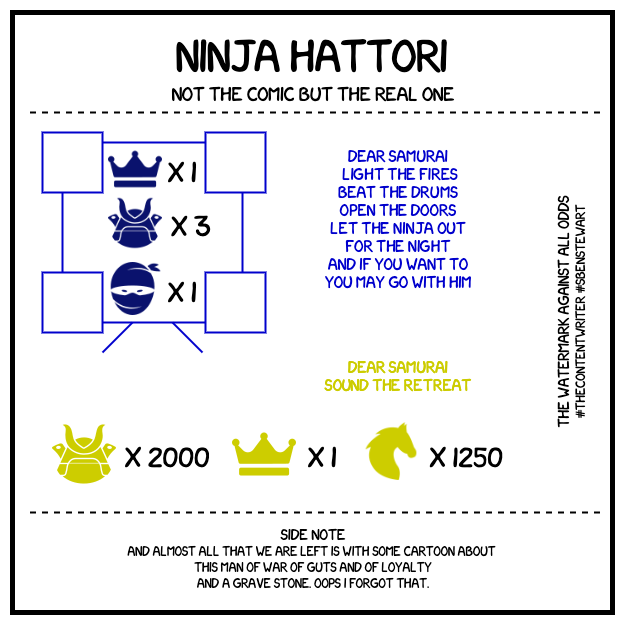 NINJA HATTORI
NOT THE COMIC BUT THE REAL ONE
X 1
X 3
X 1
DEAR SAMURAI
LIGHT THE FIRES
BEAT THE DRUMS
OPEN THE DOORS
LET THE NINJA OUT
FOR THE NIGHT
AND IF YOU WANT TO
YOU MAY GO WITH HIM
DEAR SAMURAI
SOUND THE RETREAT
X 2000
X 1
X 1250
THE WATERMARK AGAINST ALL ODDS
#THECONTENTWRITER #SBENSTEWART
SIDE NOTE
AND ALMOST ALL THAT WE ARE LEFT IS WITH SOME CARTOON ABOUT
THIS MAN OF WAR OF GUTS AND OF LOYALTY
AND A GRAVE STONE. OOPS I FORGOT THAT.